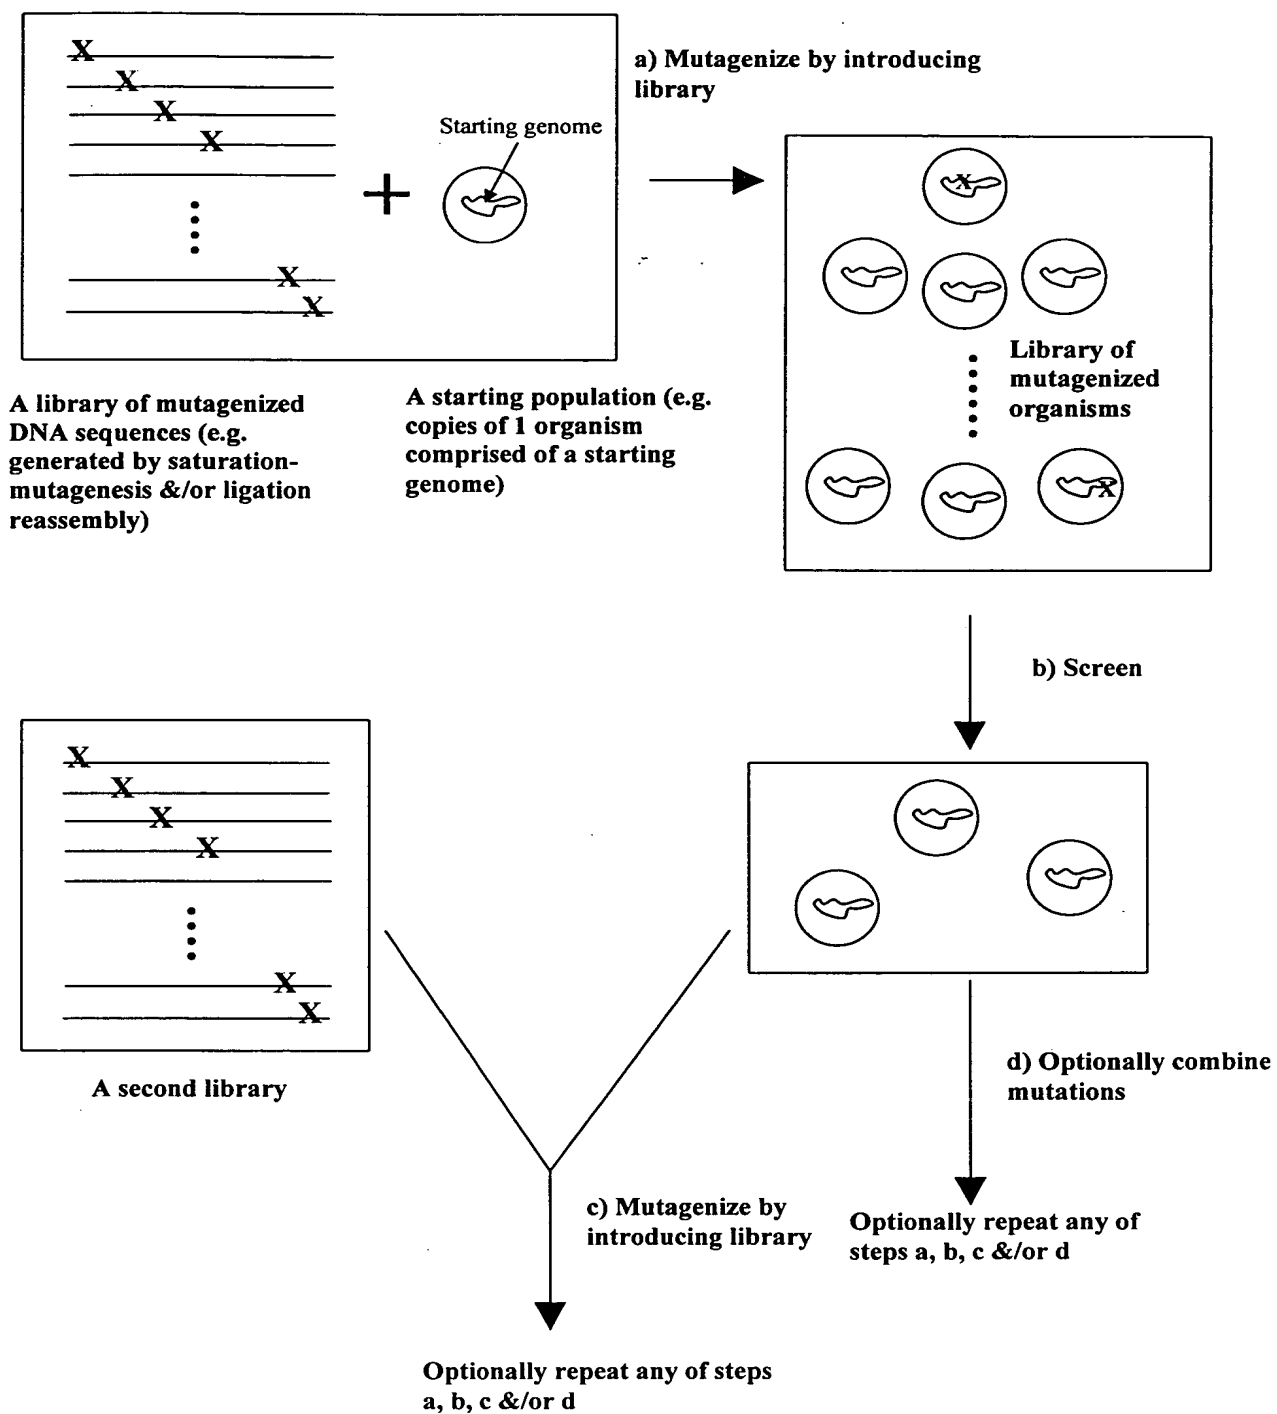 X
X
X
X
X
X
+
Starting genome
a) Mutagenize by introducing
library
A library of mutagenized
DNA sequences (e.g.
generated by saturation-
mutagenesis &/or ligation
reassembly)
A starting population (e.g.
copies of 1 organism
comprised of a starting
genome)
X
Library of
mutagenized
organisms
X
b) Screen
X
X
X
X
X
X
A second library
d) Optionally combine
mutations
c) Mutagenize by
introducing library
Optionally repeat any of
steps a, b, c &/or d
Optionally repeat any of steps
a, b, c &/or d